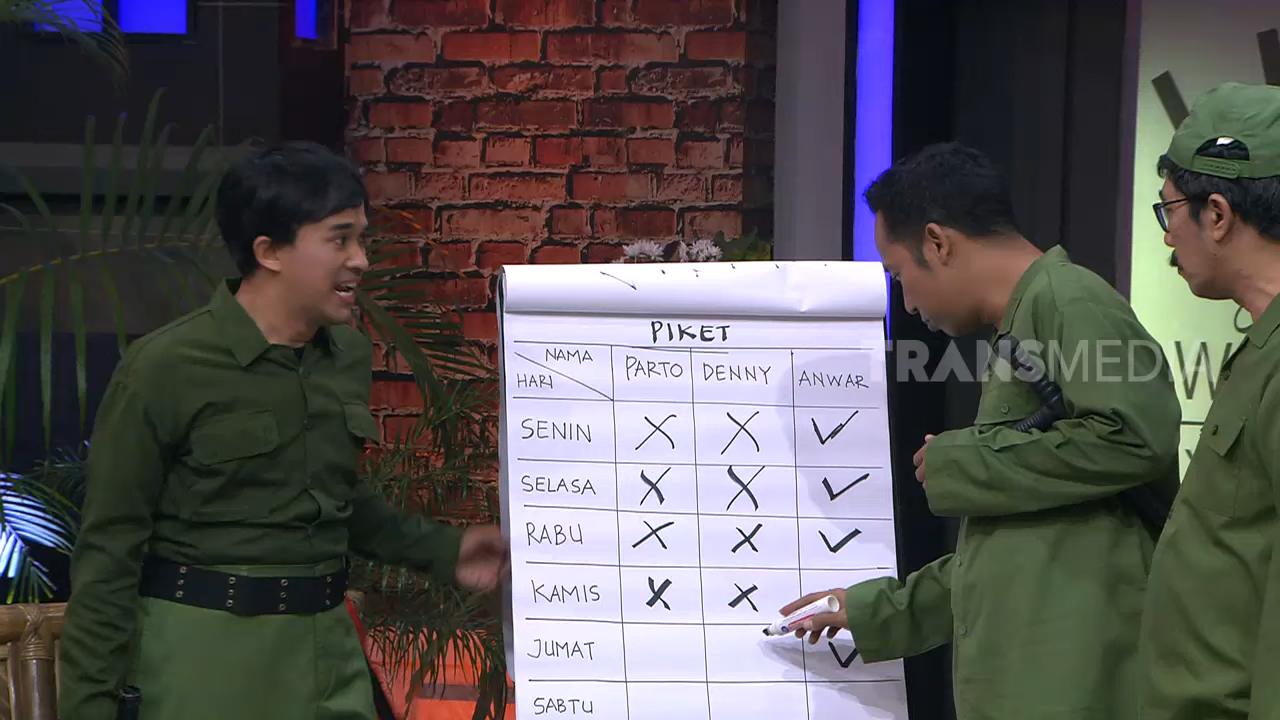 PIKET
NAMA PARTO DENNY ANWAR
HARI
SENIN X X ✓
SELASA X X ✓
RABU X X ✓
KAMIS X X
JUMAT ✓
SABTU
TRANSMEDIA
W